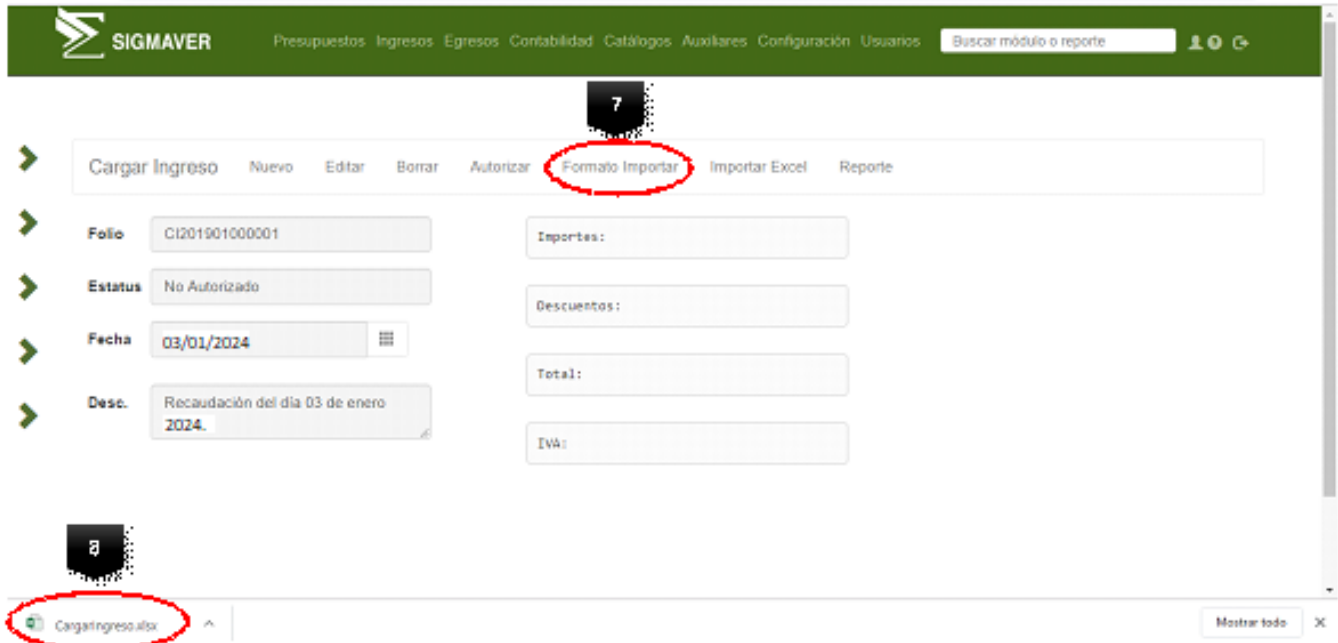 SIGMAVER Presupuestos Ingresos Egresos Contabilidad Catálogos Auxiliares Configuración Usuarios Buscar módulo o reporte
7
Cargar Ingreso Nuevo Editar Borrar Autorizar Formato Importar Importar Excel Reporte
Folio CI201901000001
Estatus No Autorizado
Fecha 03/01/2024
Desc. Recaudación del día 03 de enero
2024.
Importes:
Descuentos:
Total:
IVA:
CargarIngreso.xlsx
Mostrar todo